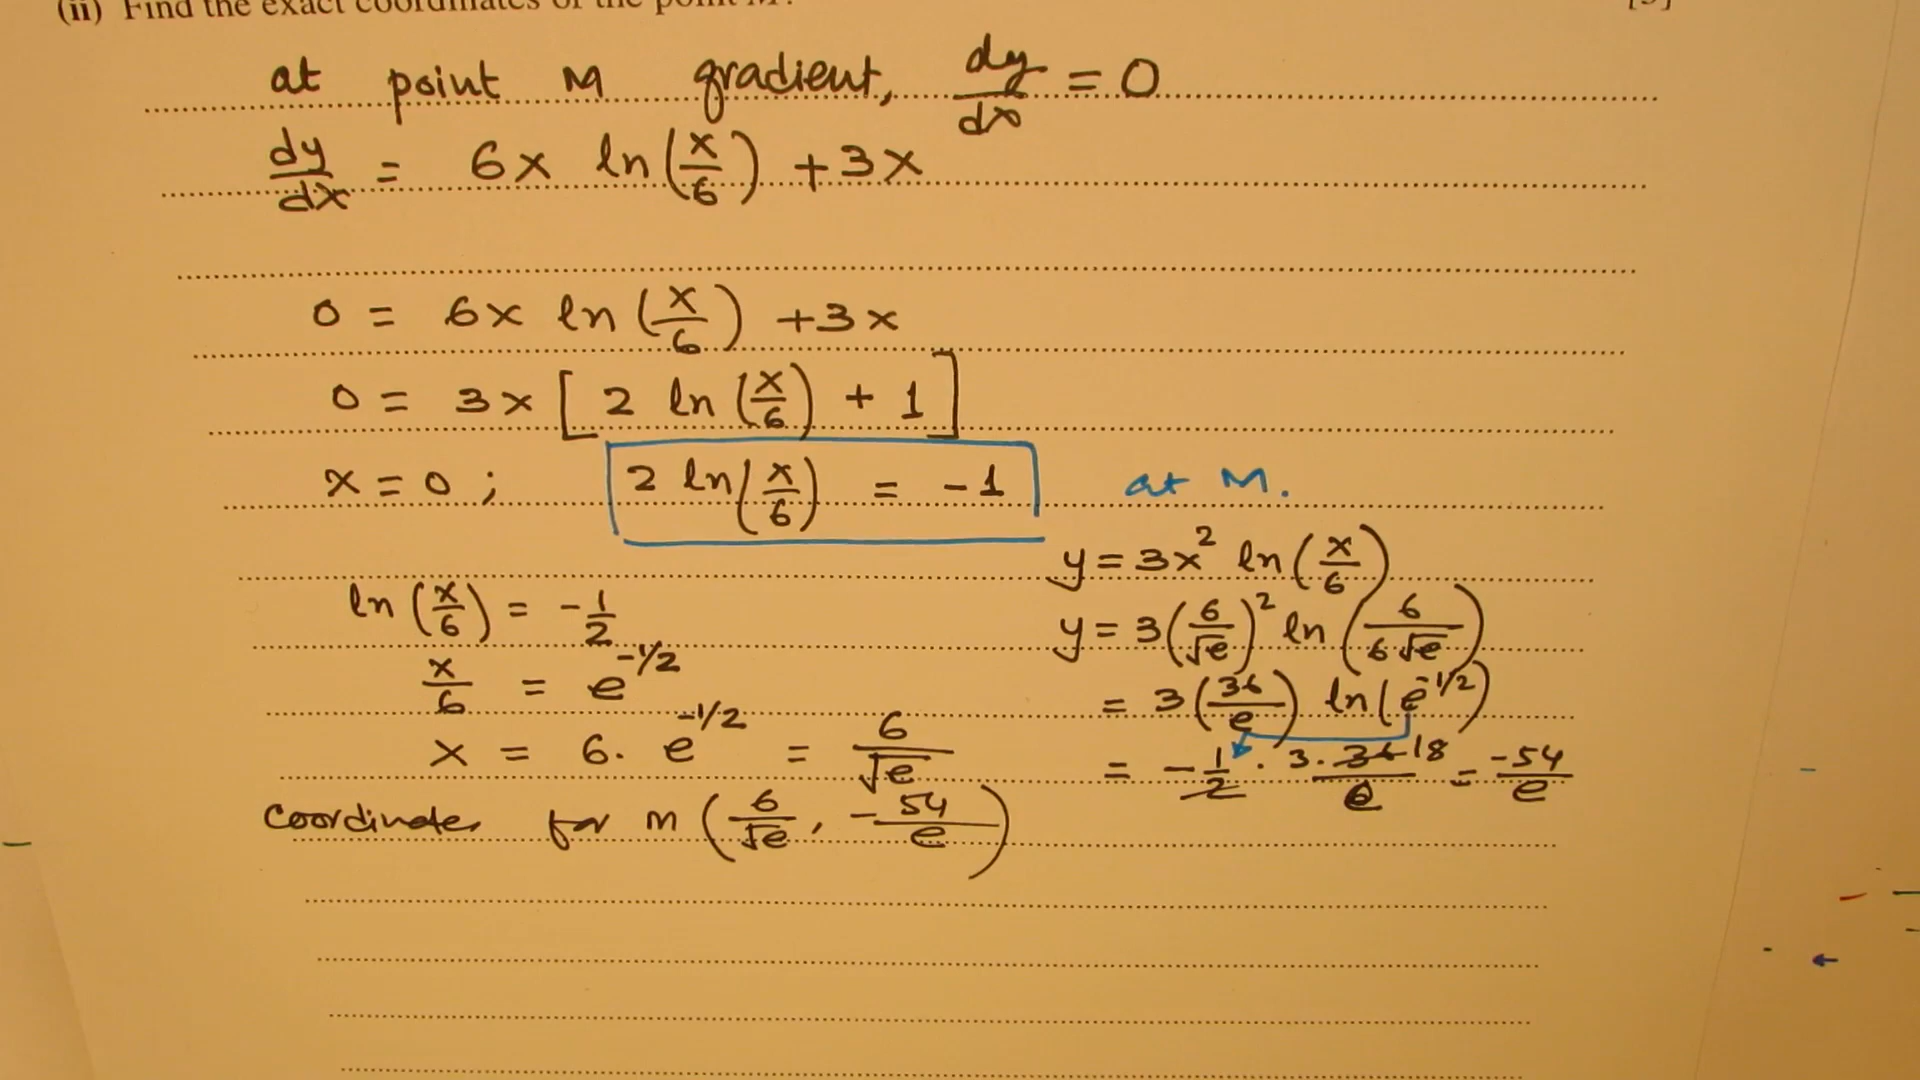 (ii) Find the exact coordinates of the point M.
at point M gradient, dy/dx = 0
dy/dx = 6x ln(x/6) + 3x
0 = 6x ln(x/6) + 3x
0 = 3x [2 ln(x/6) + 1]
x = 0 ; 2 ln(x/6) = -1 at M.
ln(x/6) = -1/2
x/6 = e^-1/2
x = 6. e^-1/2 = 6/√e
y = 3x² ln(x/6)
y = 3(6/√e)² ln(6/6√e)
= 3(36/e) ln(e^-1/2)
= -1/2 . 3. 36 18/e = -54/e
Coordinates for M (6/√e, -54/e)